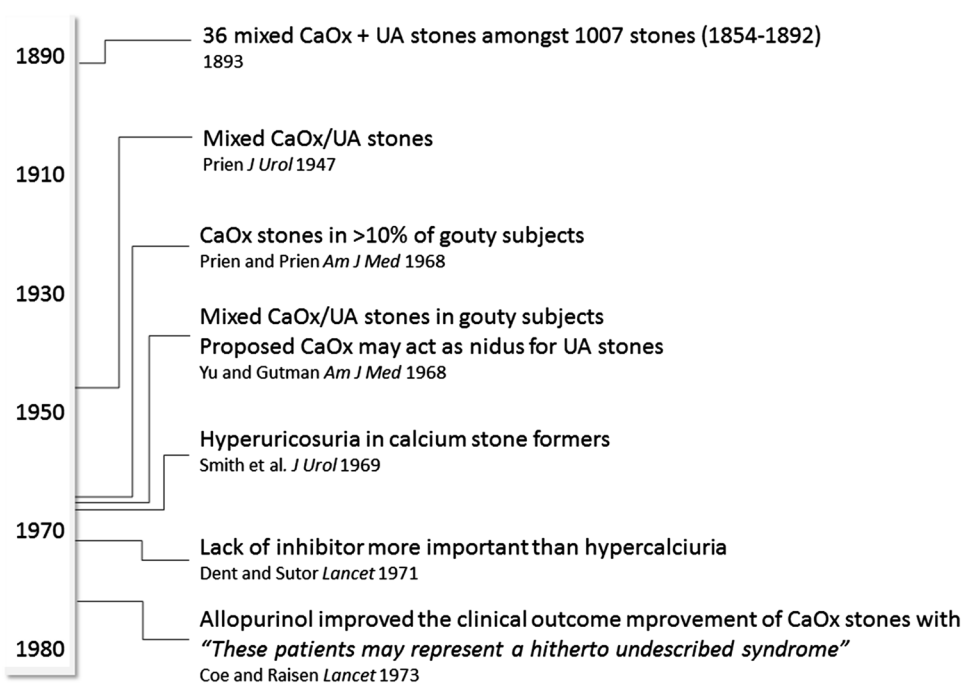 1890
1910
1930
1950
1970
1980
36 mixed CaOx + UA stones amongst 1007 stones (1854-1892)
1893
Mixed CaOx/UA stones
Prien J Urol 1947
CaOx stones in >10% of gouty subjects
Prien and Prien Am J Med 1968
Mixed CaOx/UA stones in gouty subjects
Proposed CaOx may act as nidus for UA stones
Yu and Gutman Am J Med 1968
Hyperuricosuria in calcium stone formers
Smith et al. J Urol 1969
Lack of inhibitor more important than hypercalciuria
Dent and Sutor Lancet 1971
Allopurinol improved the clinical outcome mprovement of CaOx stones with
“These patients may represent a hitherto undescribed syndrome”
Coe and Raisen Lancet 1973